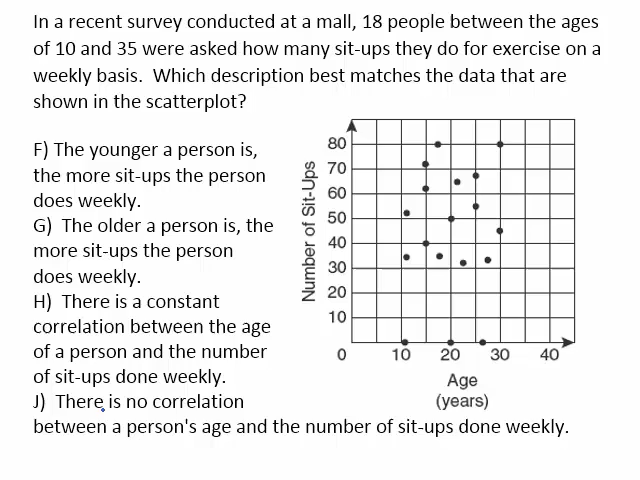 In a recent survey conducted at a mall, 18 people between the ages
of 10 and 35 were asked how many sit-ups they do for exercise on a
weekly basis.  Which description best matches the data that are
shown in the scatterplot?
F) The younger a person is,
the more sit-ups the person
does weekly.
G)  The older a person is, the
more sit-ups the person
does weekly.
H)  There is a constant
correlation between the age
of a person and the number
of sit-ups done weekly.
J)  There is no correlation
between a person's age and the number of sit-ups done weekly.
Number of Sit-Ups
80
70
60
50
40
30
20
10
0 10 20 30 40
Age
(years)